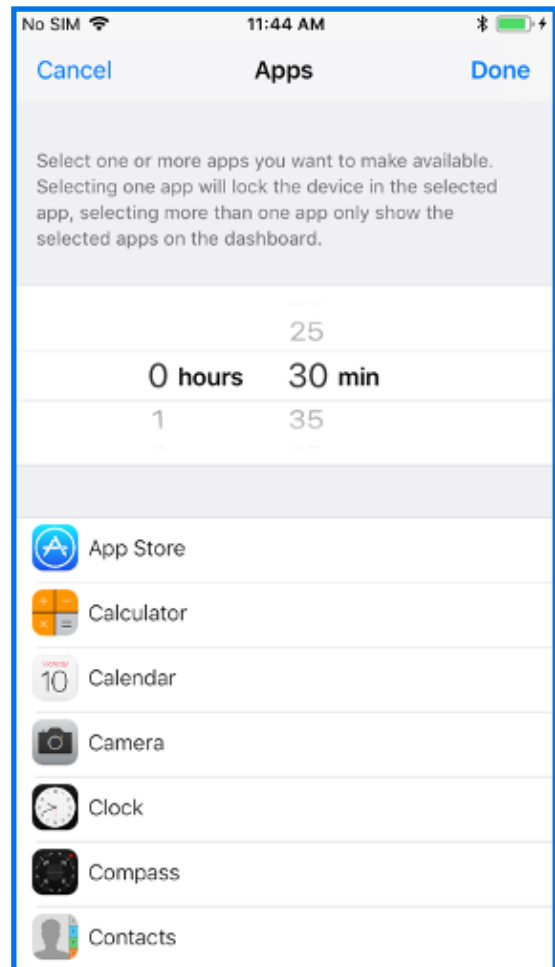 No SIM 11:44 AM
Cancel Apps Done
Select one or more apps you want to make available.
Selecting one app will lock the device in the selected
app, selecting more than one app only show the
selected apps on the dashboard.
25
0 hours 30 min
1 35
App Store
Calculator
10
Calendar
Camera
Clock
Compass
Contacts